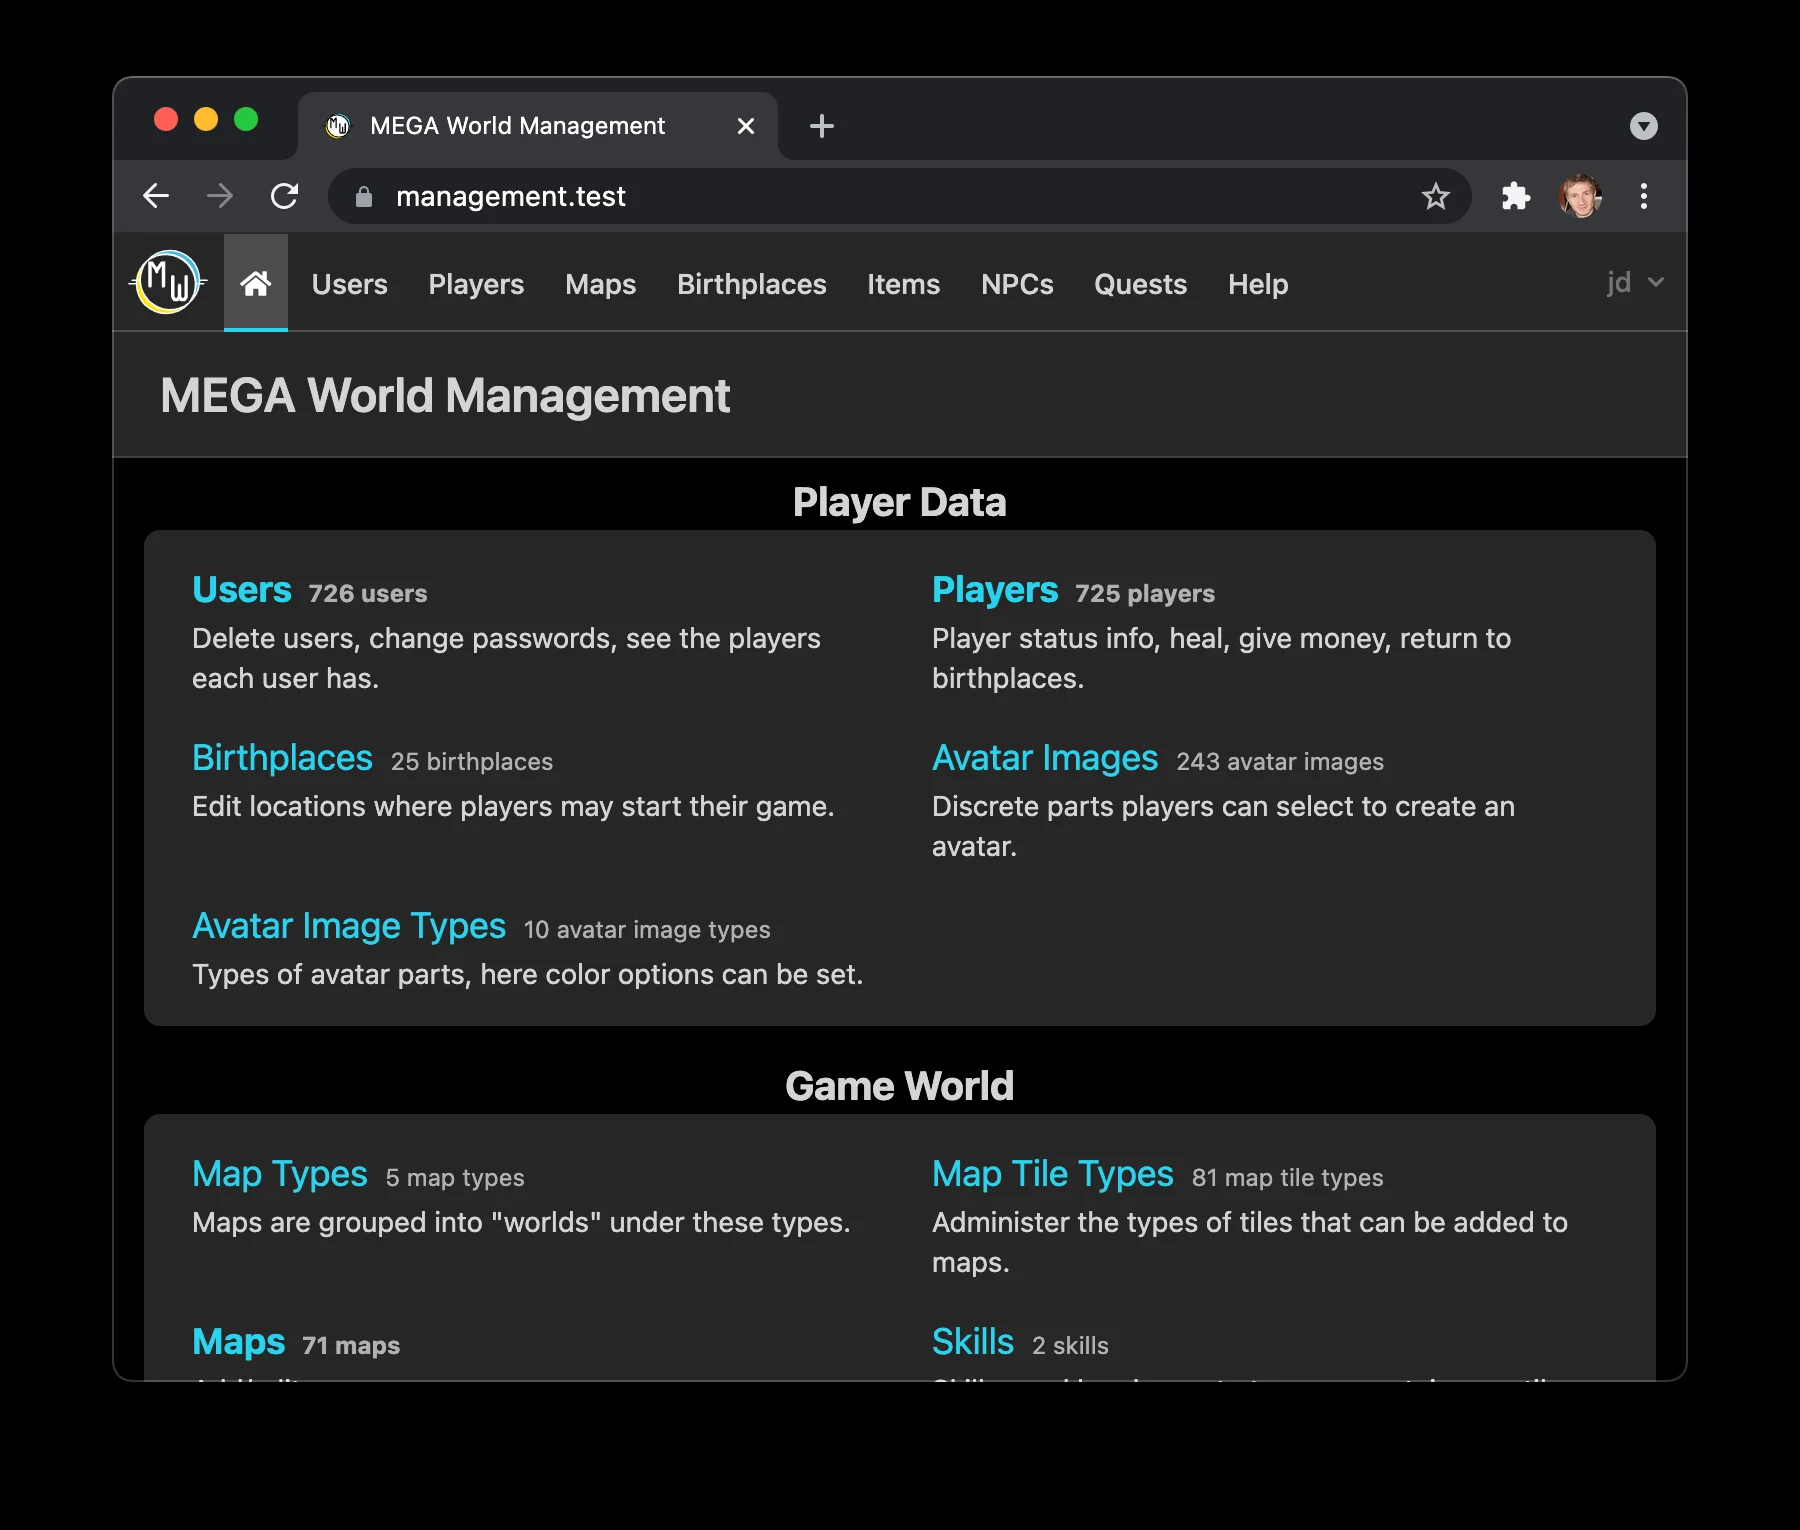 MEGA World Management
management.test
MW
Users Players Maps Birthplaces Items NPCs Quests Help jd
MEGA World Management
Player Data
Users 726 users
Delete users, change passwords, see the players
each user has.
Players 725 players
Player status info, heal, give money, return to
birthplaces.
Birthplaces 25 birthplaces
Edit locations where players may start their game.
Avatar Images 243 avatar images
Discrete parts players can select to create an
avatar.
Avatar Image Types 10 avatar image types
Types of avatar parts, here color options can be set.
Game World
Map Types 5 map types
Maps are grouped into "worlds" under these types.
Map Tile Types 81 map tile types
Administer the types of tiles that can be added to
maps.
Maps 71 maps
Skills 2 skills